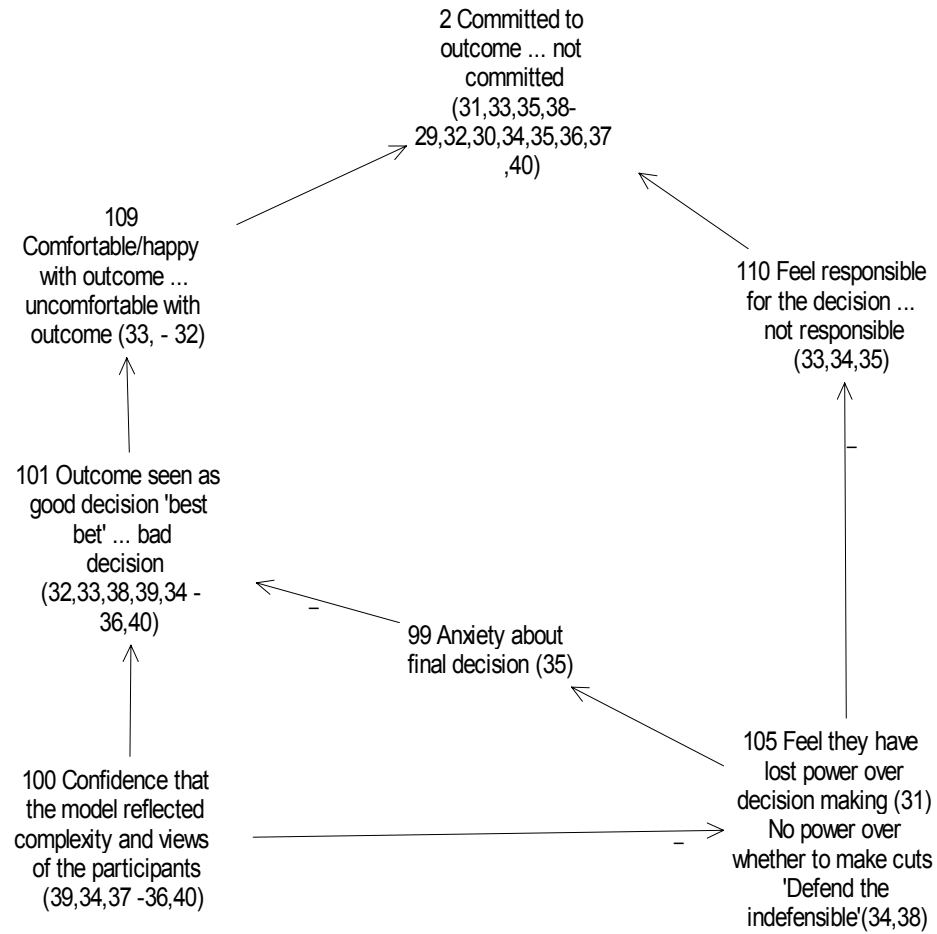 2 Committed to
outcome ... not
committed
(31,33,35,38-
29,32,30,34,35,36,37
,40)
109
Comfortable/happy
with outcome ...
uncomfortable with
outcome (33, - 32)
110 Feel responsible
for the decision ...
not responsible
(33,34,35)
–
101 Outcome seen as
good decision 'best
bet' ... bad
decision
(32,33,38,39,34 -
36,40)
–
99 Anxiety about
final decision (35)
100 Confidence that
the model reflected
complexity and views
of the participants
(39,34,37 -36,40)
–
105 Feel they have
lost power over
decision making (31)
No power over
whether to make cuts
'Defend the
indefensible'(34,38)